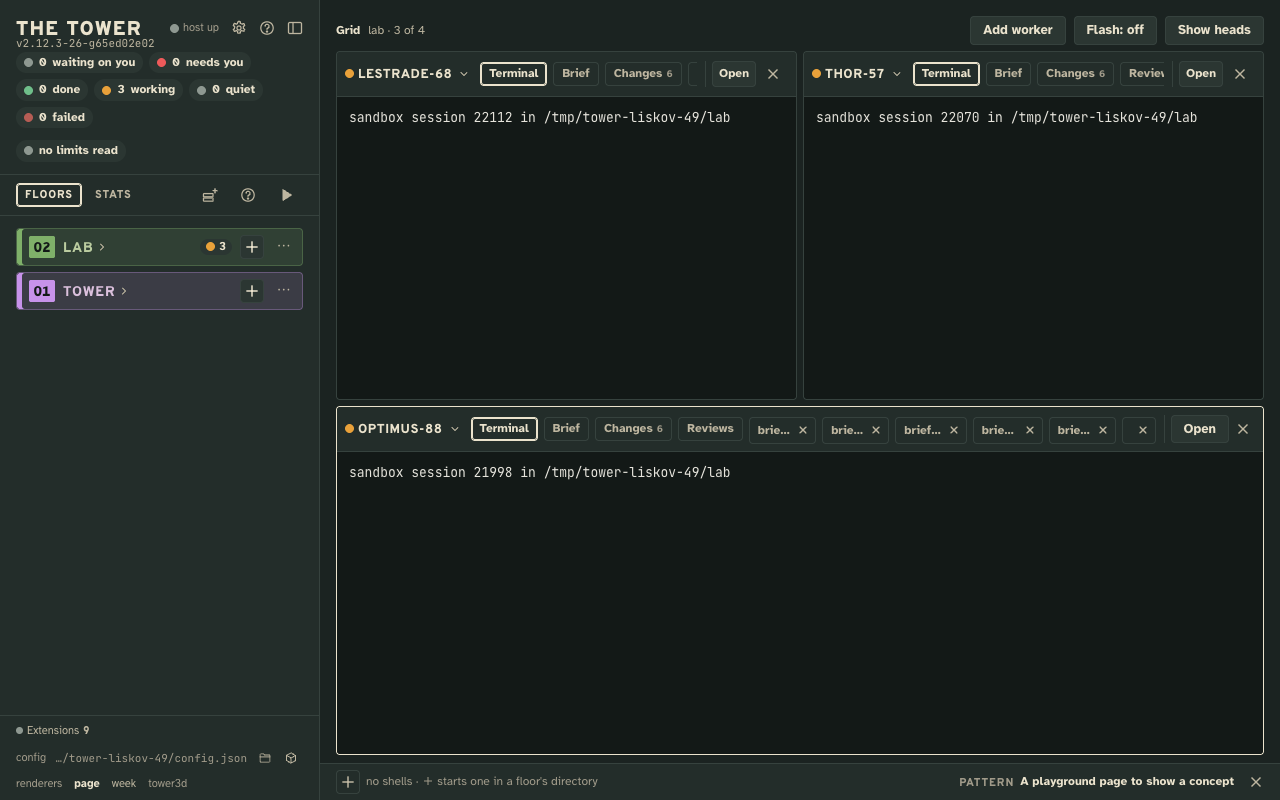 THE TOWER
host up
v2.12.3-26-g65ed02e02
0 waiting on you
0 needs you
0 done
3 working
0 quiet
0 failed
no limits read
FLOORS
STATS
02 LAB
3
01 TOWER
Extensions 9
config …/tower-liskov-49/config.json
renderers page week tower3d
Grid lab · 3 of 4
Add worker
Flash: off
Show heads
LESTRADE-68
Terminal
Brief
Changes 6
Open
sandbox session 22112 in /tmp/tower-liskov-49/lab
THOR-57
Terminal
Brief
Changes 6
Review
Open
sandbox session 22070 in /tmp/tower-liskov-49/lab
OPTIMUS-88
Terminal
Brief
Changes 6
Reviews
brie...
brie...
brief...
brie...
brie...
Open
sandbox session 21998 in /tmp/tower-liskov-49/lab
no shells · + starts one in a floor's directory
PATTERN A playground page to show a concept